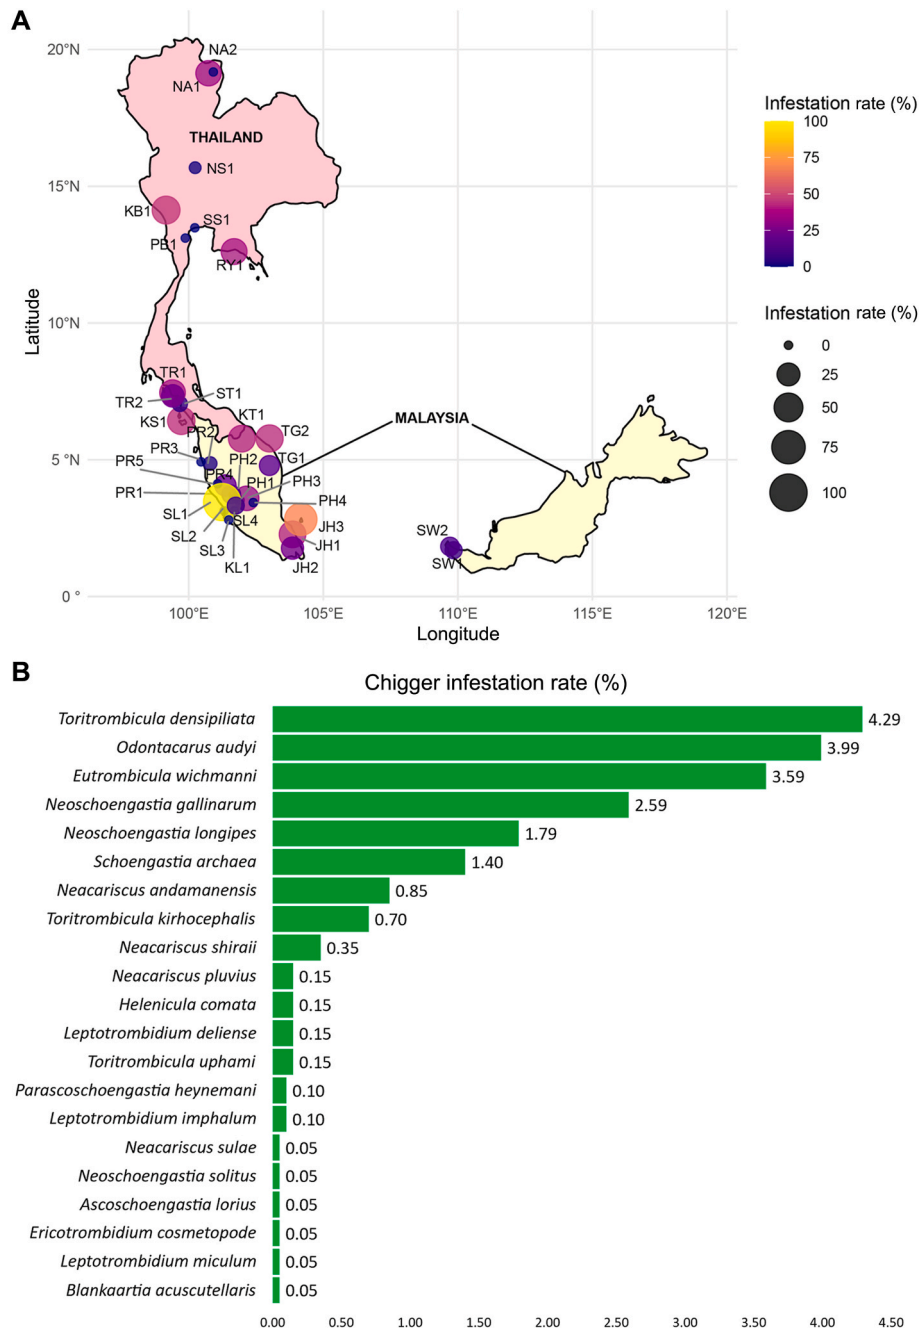 A
20°N
15°N
10°N
5°N
0°
Latitude
NA2
NA1
THAILAND
NS1
KB1
SS1
PB1
RY1
TR1
TR2
ST1
KS1
KT1
PR2
TG2
MALAYSIA
PR3
PH2
TG1
PR5
PR4
PH1
PH3
PR1
PH4
SL1
SL4
JH3
SL2
JH1
SL3
KL1
JH2
SW2
SW1
100°E
105°E
110°E
115°E
120°E
Longitude
Infestation rate (%)
100
75
50
25
0
Infestation rate (%)
0
25
50
75
100
B
Chigger infestation rate (%)
Toritrombicula densipiliata 4.29
Odontacarus audyi 3.99
Eutrombicula wichmanni 3.59
Neoschoengastia gallinarum 2.59
Neoschoengastia longipes 1.79
Schoengastia archaea 1.40
Neacariscus andamanensis 0.85
Toritrombicula kirhocephalis 0.70
Neacariscus shiraii 0.35
Neacariscus pluvius 0.15
Helenicula comata 0.15
Leptotrombidium deliense 0.15
Toritrombicula uphami 0.15
Parascoschoengastia heynemani 0.10
Leptotrombidium imphalum 0.10
Neacariscus sulae 0.05
Neoschoengastia solitus 0.05
Ascoschoengastia lorius 0.05
Ericotrombidium cosmetopode 0.05
Leptotrombidium miculum 0.05
Blankaartia acuscutellaris 0.05
0.00 0.50 1.00 1.50 2.00 2.50 3.00 3.50 4.00 4.50